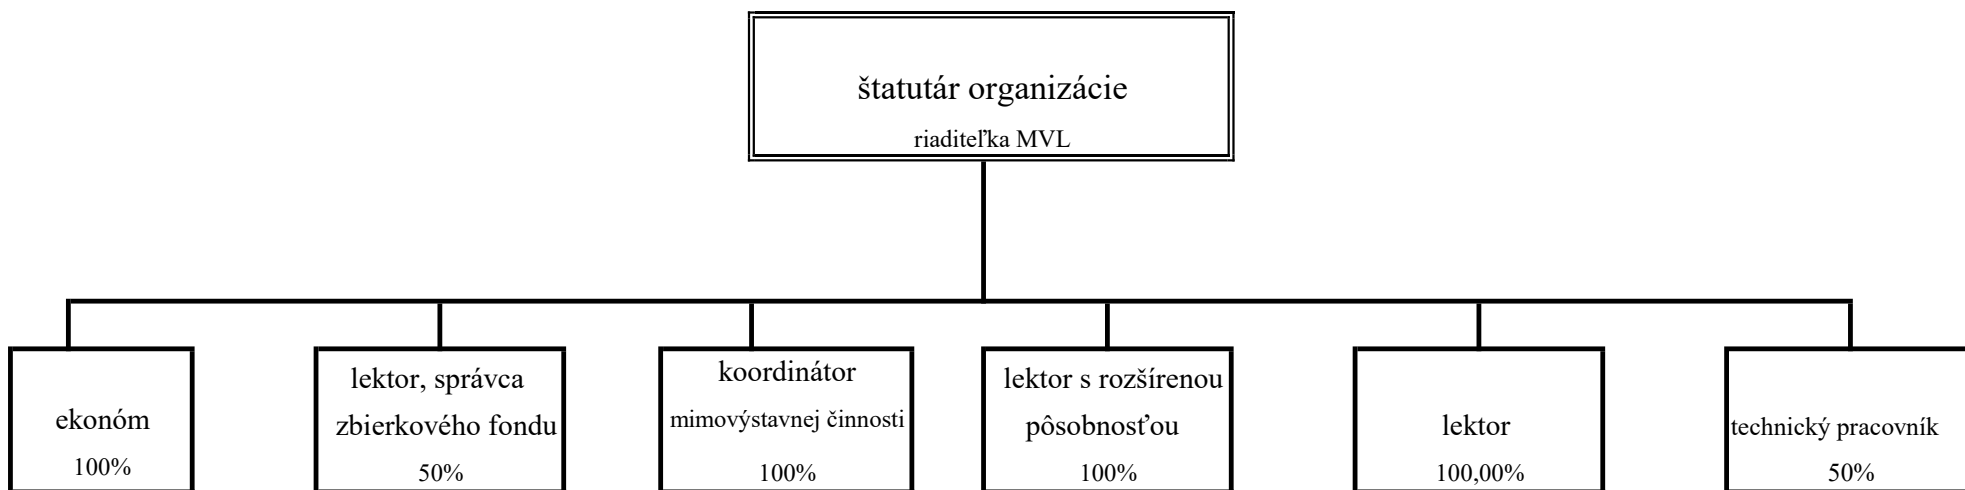 štatutár organizácie
riaditeľka MVL
ekonóm
100%
lektor, správca
zbierkového fondu
50%
koordinátor
mimovýstavnej činnosti
100%
lektor s rozšírenou
pôsobnosťou
100%
lektor
100,00%
technický pracovník
50%